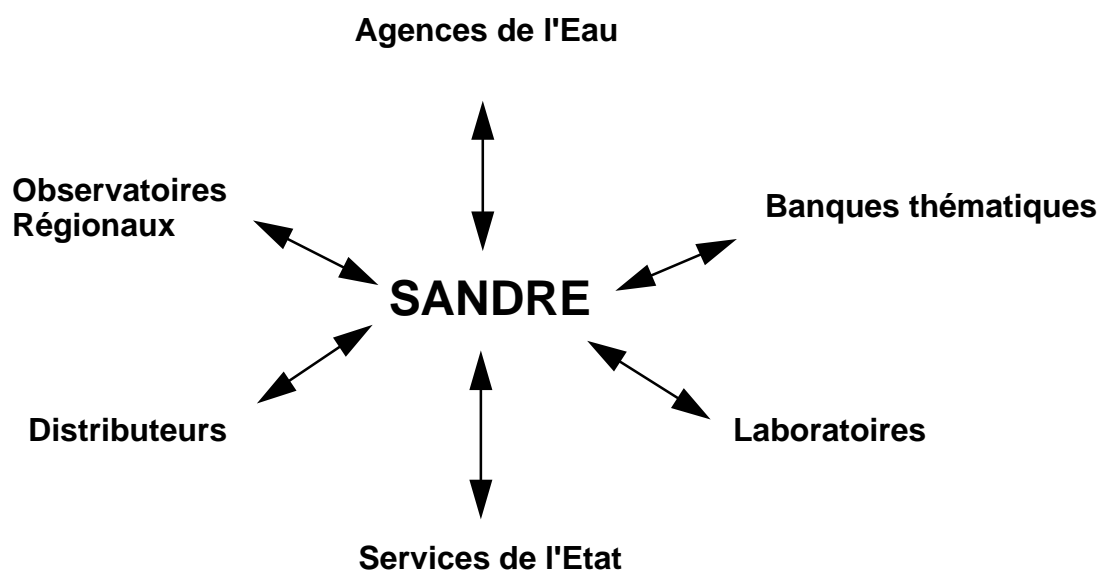 Agences de l'Eau
Observatoires
Régionaux
Banques thématiques
SANDRE
Distributeurs
Laboratoires
Services de l'Etat